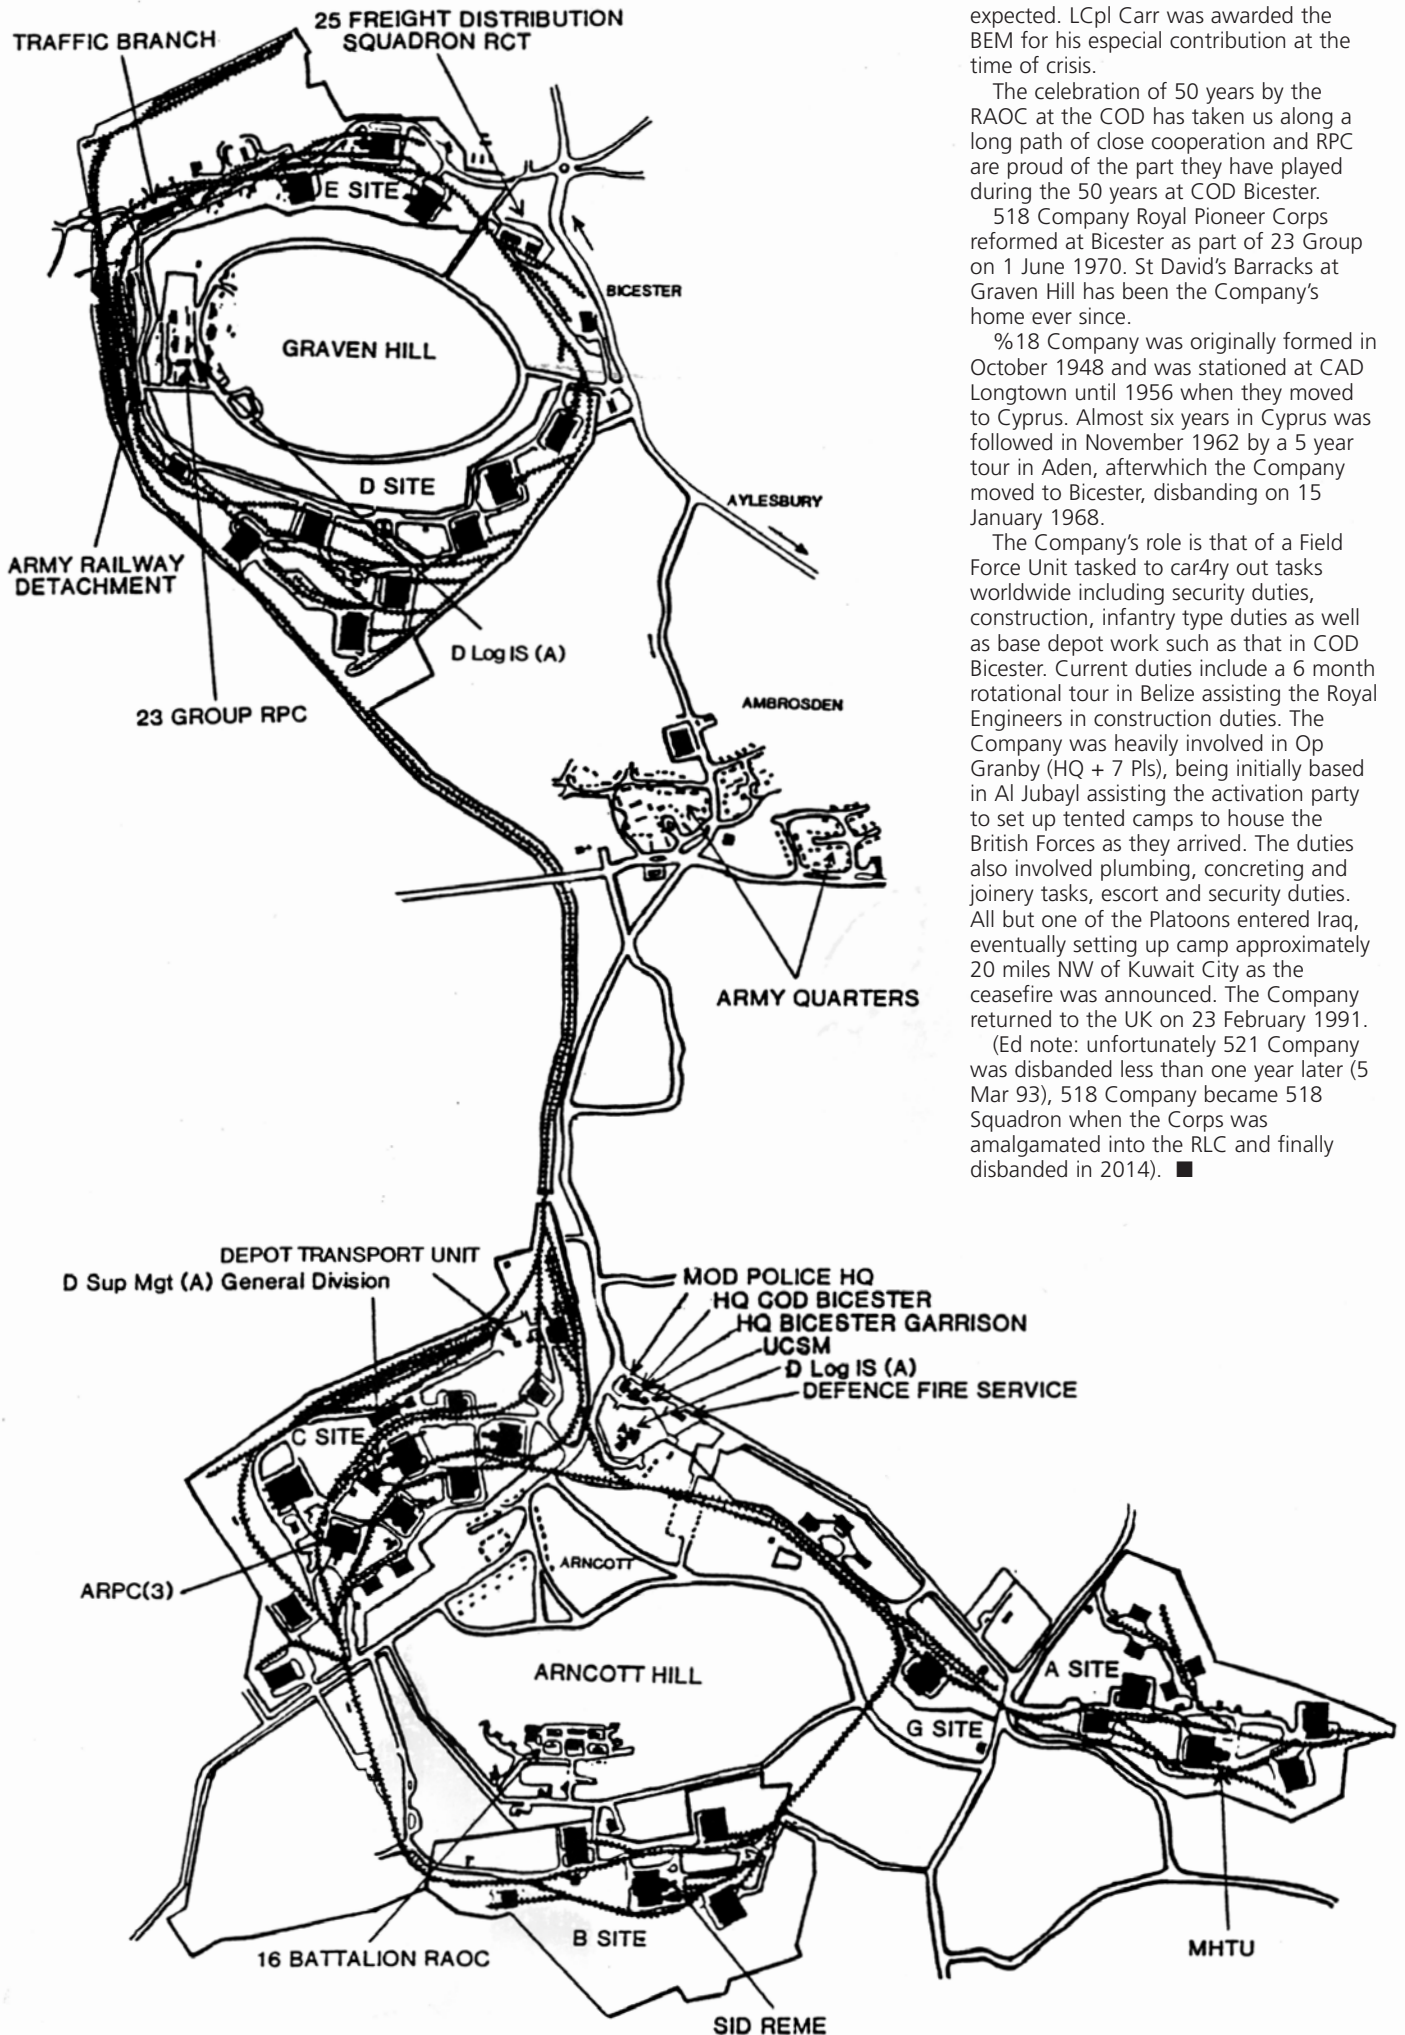 25 FREIGHT DISTRIBUTION
SQUADRON RCT
TRAFFIC BRANCH
E SITE
BICESTER
GRAVEN HILL
D SITE
AYLESBURY
ARMY RAILWAY
DETACHMENT
D Log IS (A)
23 GROUP RPC
AMBROSDEN
ARMY QUARTERS
expected. LCpl Carr was awarded the
BEM for his especial contribution at the
time of crisis.
The celebration of 50 years by the
RAOC at the COD has taken us along a
long path of close cooperation and RPC
are proud of the part they have played
during the 50 years at COD Bicester.
518 Company Royal Pioneer Corps
reformed at Bicester as part of 23 Group
on 1 June 1970. St David's Barracks at
Graven Hill has been the Company's
home ever since.
%18 Company was originally formed in
October 1948 and was stationed at CAD
Longtown until 1956 when they moved
to Cyprus. Almost six years in Cyprus was
followed in November 1962 by a 5 year
tour in Aden, afterwhich the Company
moved to Bicester, disbanding on 15
January 1968.
The Company's role is that of a Field
Force Unit tasked to car4ry out tasks
worldwide including security duties,
construction, infantry type duties as well
as base depot work such as that in COD
Bicester. Current duties include a 6 month
rotational tour in Belize assisting the Royal
Engineers in construction duties. The
Company was heavily involved in Op
Granby (HQ + 7 Pls), being initially based
in Al Jubayl assisting the activation party
to set up tented camps to house the
British Forces as they arrived. The duties
also involved plumbing, concreting and
joinery tasks, escort and security duties.
All but one of the Platoons entered Iraq,
eventually setting up camp approximately
20 miles NW of Kuwait City as the
ceasefire was announced. The Company
returned to the UK on 23 February 1991.
(Ed note: unfortunately 521 Company
was disbanded less than one year later (5
Mar 93), 518 Company became 518
Squadron when the Corps was
amalgamated into the RLC and finally
disbanded in 2014). ■
DEPOT TRANSPORT UNIT
D Sup Mgt (A) General Division
MOD POLICE HQ
HQ COD BICESTER
HQ BICESTER GARRISON
UCSM
D Log IS (A)
DEFENCE FIRE SERVICE
C SITE
ARNCOTT
ARPC(3)
ARNCOTT HILL
A SITE
G SITE
16 BATTALION RAOC
B SITE
MHTU
SID REME